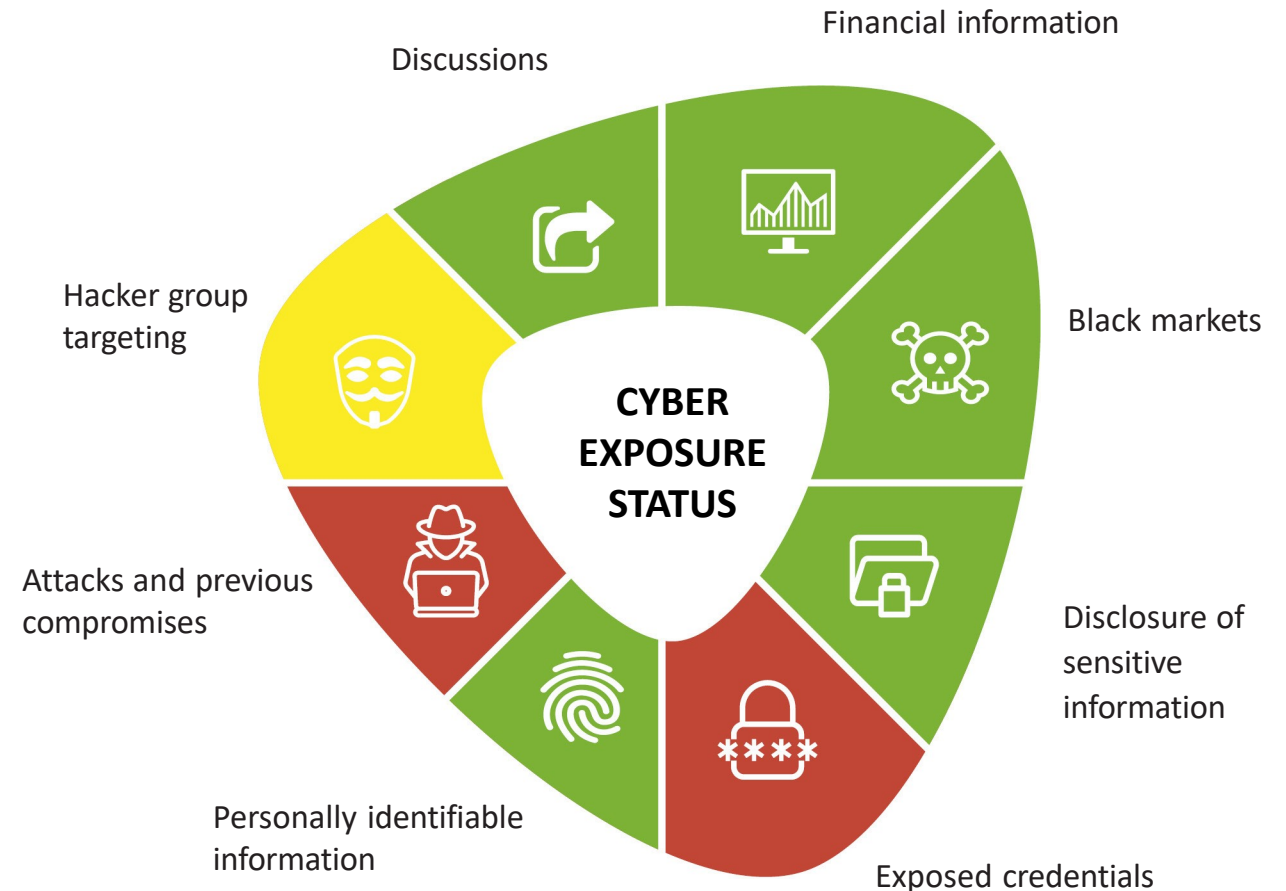 Financial information
Discussions
Hacker group
targeting
Black markets
CYBER
EXPOSURE
STATUS
Attacks and previous
compromises
Disclosure of
sensitive
information
****
Personally identifiable
information
Exposed credentials